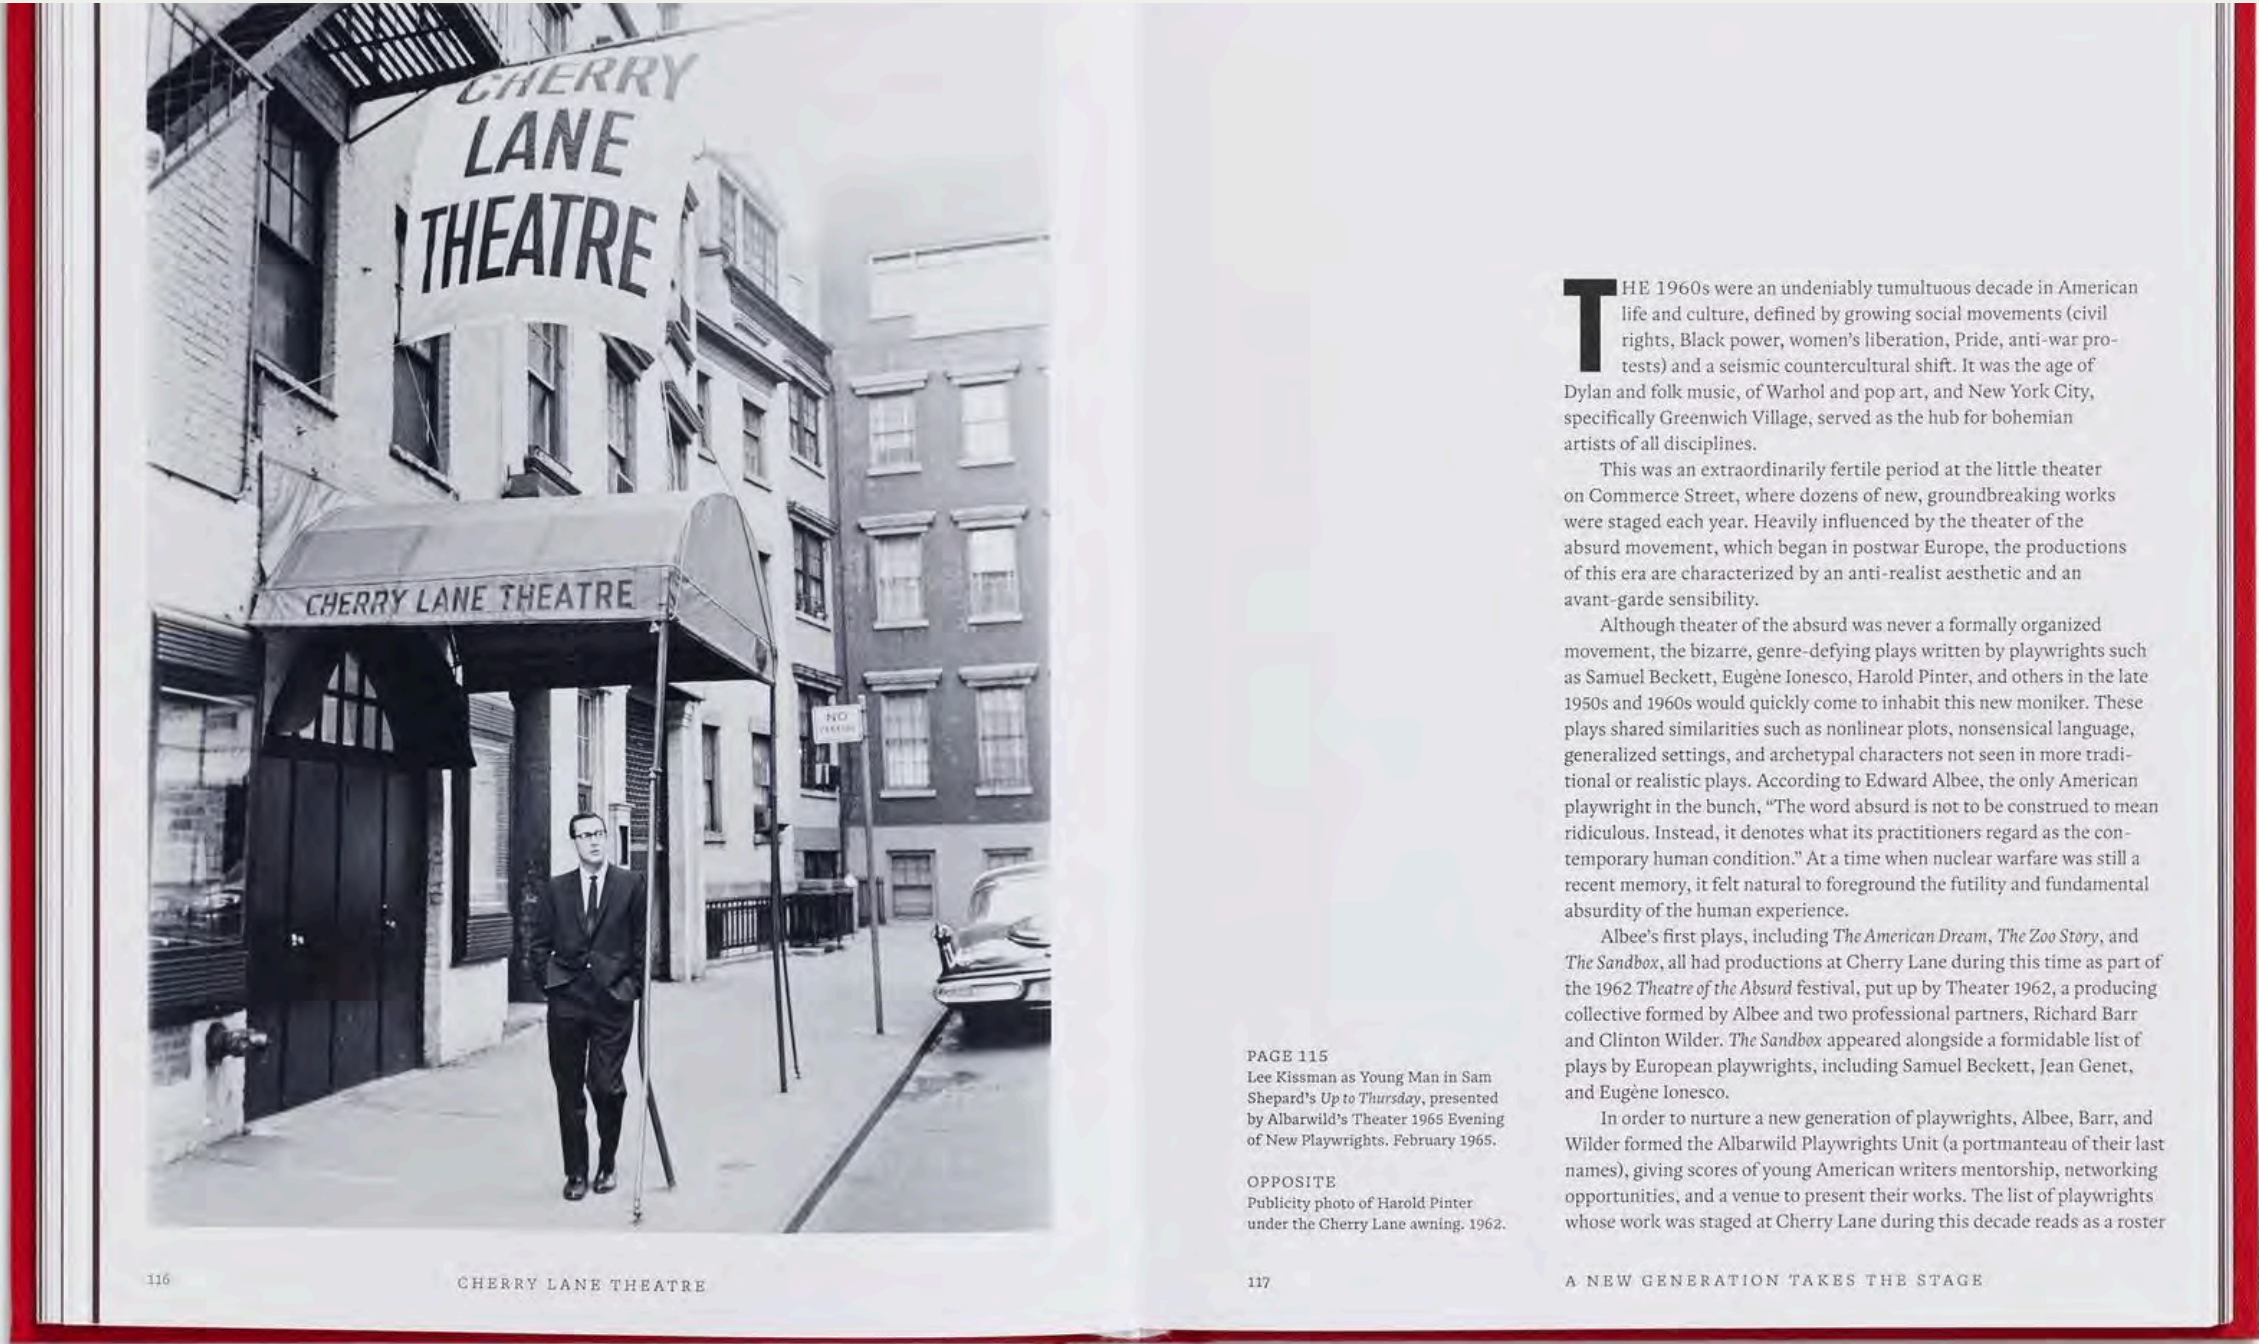 CHERRY
LANE
THEATRE
CHERRY LANE THEATRE
NO
PARKING
116
CHERRY LANE THEATRE
PAGE 115
Lee Kissman as Young Man in Sam
Shepard's Up to Thursday, presented
by Albarwild's Theater 1965 Evening
of New Playwrights. February 1965.
OPPOSITE
Publicity photo of Harold Pinter
under the Cherry Lane awning. 1962.
117
THE 1960s were an undeniably tumultuous decade in American
life and culture, defined by growing social movements (civil
rights, Black power, women's liberation, Pride, anti-war pro-
tests) and a seismic countercultural shift. It was the age of
Dylan and folk music, of Warhol and pop art, and New York City,
specifically Greenwich Village, served as the hub for bohemian
artists of all disciplines.
This was an extraordinarily fertile period at the little theater
on Commerce Street, where dozens of new, groundbreaking works
were staged each year. Heavily influenced by the theater of the
absurd movement, which began in postwar Europe, the productions
of this era are characterized by an anti-realist aesthetic and an
avant-garde sensibility.
Although theater of the absurd was never a formally organized
movement, the bizarre, genre-defying plays written by playwrights such
as Samuel Beckett, Eugène Ionesco, Harold Pinter, and others in the late
1950s and 1960s would quickly come to inhabit this new moniker. These
plays shared similarities such as nonlinear plots, nonsensical language,
generalized settings, and archetypal characters not seen in more tradi-
tional or realistic plays. According to Edward Albee, the only American
playwright in the bunch, “The word absurd is not to be construed to mean
ridiculous. Instead, it denotes what its practitioners regard as the con-
temporary human condition.” At a time when nuclear warfare was still a
recent memory, it felt natural to foreground the futility and fundamental
absurdity of the human experience.
Albee's first plays, including The American Dream, The Zoo Story, and
The Sandbox, all had productions at Cherry Lane during this time as part of
the 1962 Theatre of the Absurd festival, put up by Theater 1962, a producing
collective formed by Albee and two professional partners, Richard Barr
and Clinton Wilder. The Sandbox appeared alongside a formidable list of
plays by European playwrights, including Samuel Beckett, Jean Genet,
and Eugène Ionesco.
In order to nurture a new generation of playwrights, Albee, Barr, and
Wilder formed the Albarwild Playwrights Unit (a portmanteau of their last
names), giving scores of young American writers mentorship, networking
opportunities, and a venue to present their works. The list of playwrights
whose work was staged at Cherry Lane during this decade reads as a roster
A NEW GENERATION TAKES THE STAGE